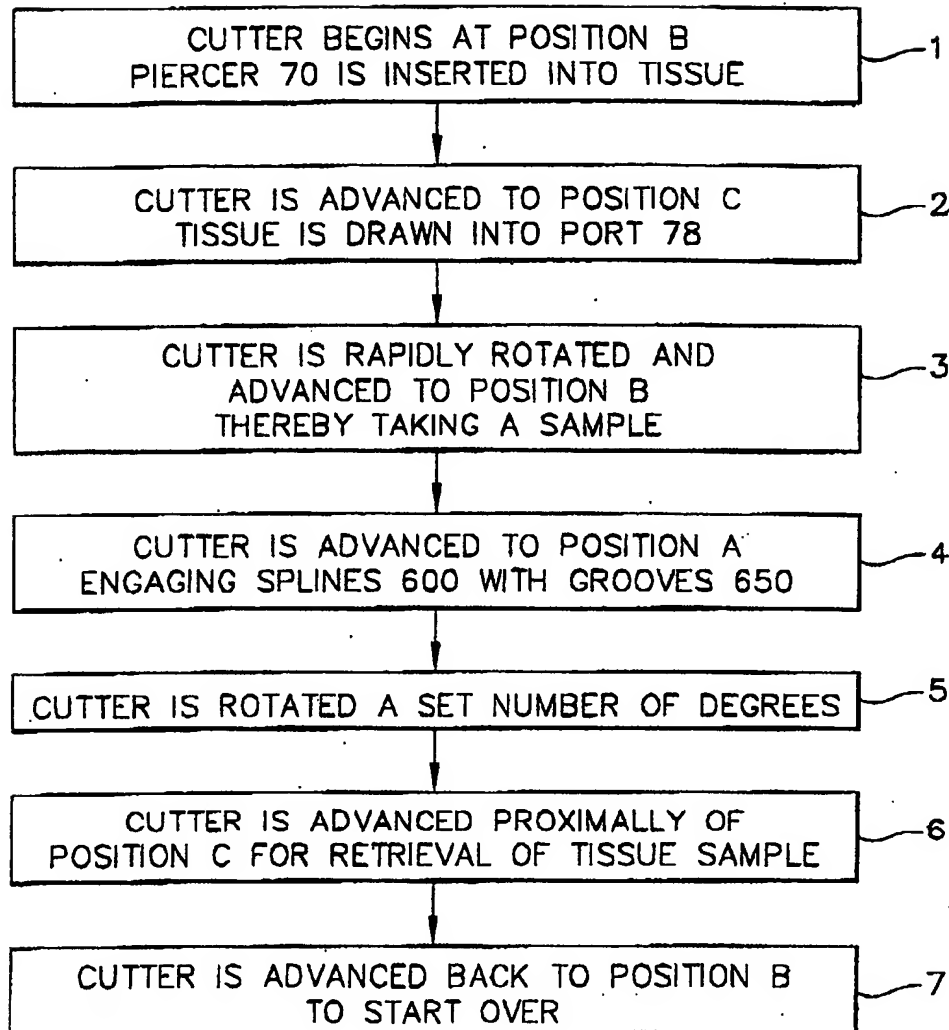 CUTTER BEGINS AT POSITION B
PIERCER 70 IS INSERTED INTO TISSUE
1
CUTTER IS ADVANCED TO POSITION C
TISSUE IS DRAWN INTO PORT 78
2
CUTTER IS RAPIDLY ROTATED AND
ADVANCED TO POSITION B
THEREBY TAKING A SAMPLE
3
CUTTER IS ADVANCED TO POSITION A
ENGAGING SPLINES 600 WITH GROOVES 650
4
CUTTER IS ROTATED A SET NUMBER OF DEGREES
5
CUTTER IS ADVANCED PROXIMALLY OF
POSITION C FOR RETRIEVAL OF TISSUE SAMPLE
6
CUTTER IS ADVANCED BACK TO POSITION B
TO START OVER
7